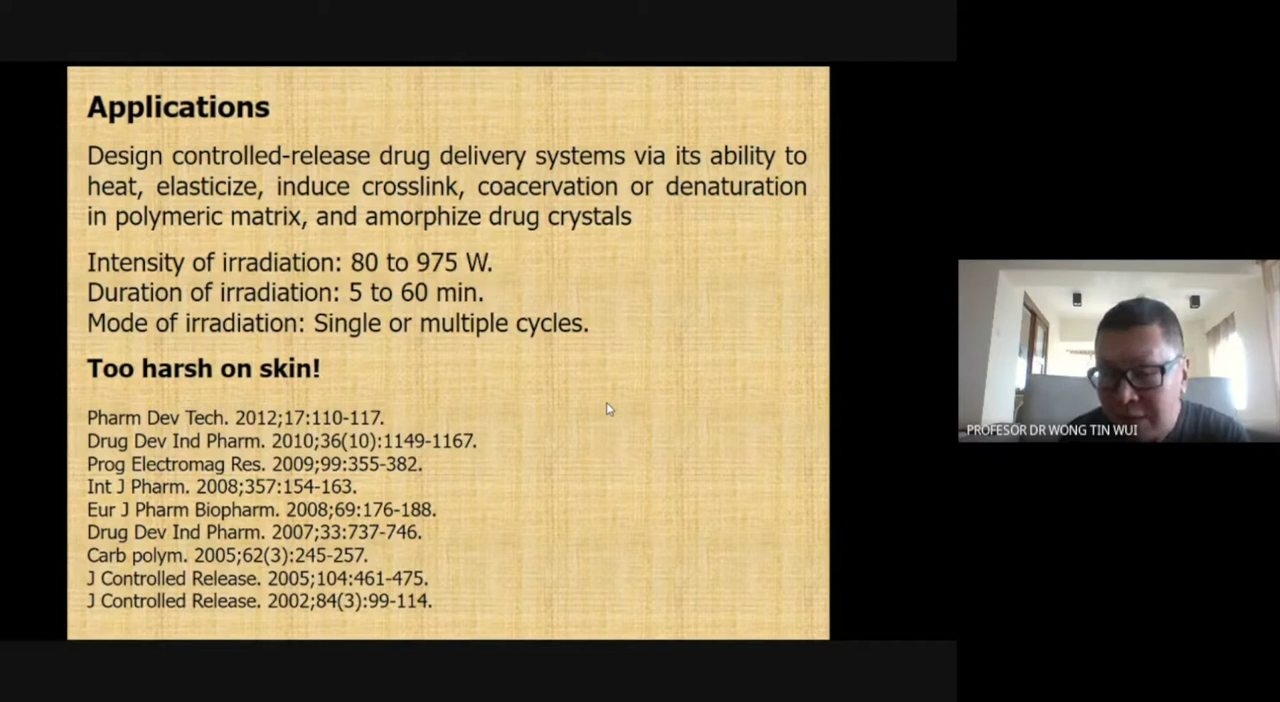 Applications
Design controlled-release drug delivery systems via its ability to
heat, elasticize, induce crosslink, coacervation or denaturation
in polymeric matrix, and amorphize drug crystals
Intensity of irradiation: 80 to 975 W.
Duration of irradiation: 5 to 60 min.
Mode of irradiation: Single or multiple cycles.
Too harsh on skin!
Pharm Dev Tech. 2012;17:110-117.
Drug Dev Ind Pharm. 2010;36(10):1149-1167.
Prog Electromag Res. 2009;99:355-382.
Int J Pharm. 2008;357:154-163.
Eur J Pharm Biopharm. 2008;69:176-188.
Drug Dev Ind Pharm. 2007;33:737-746.
Carb polym. 2005;62(3):245-257.
J Controlled Release. 2005;104:461-475.
J Controlled Release. 2002;84(3):99-114.
PROFESOR DR WONG TIN WUI